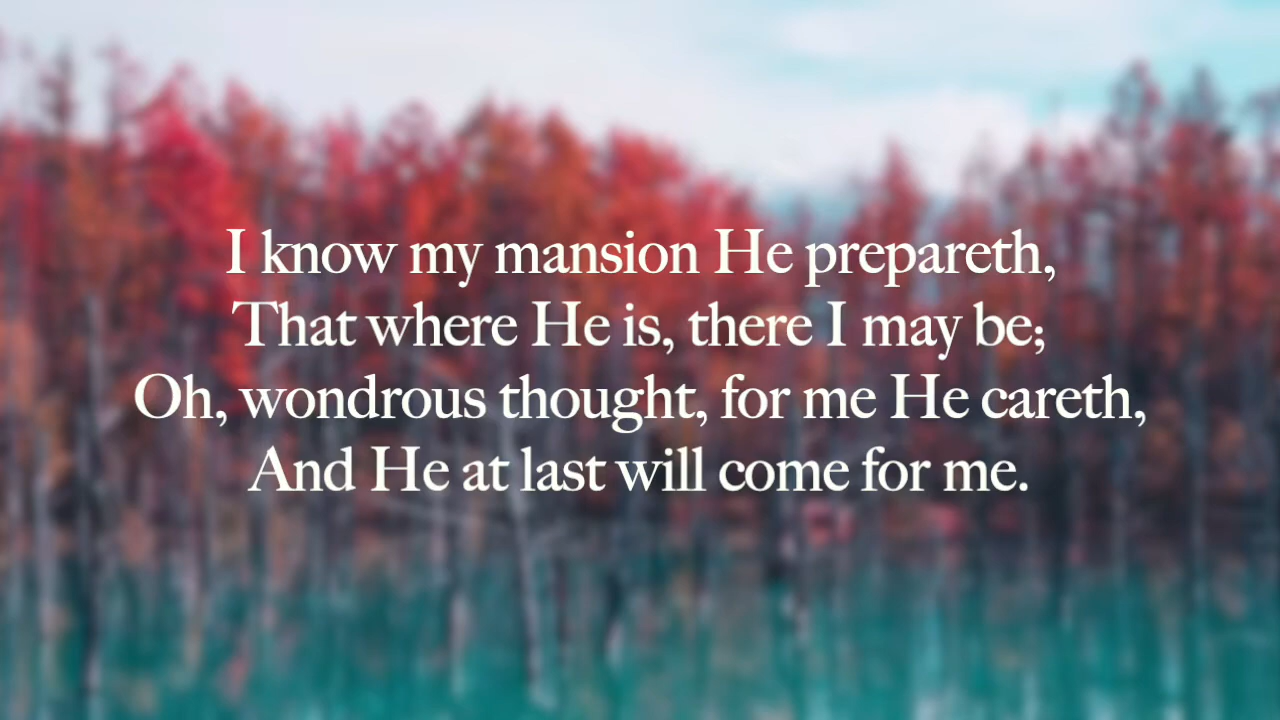 I know my mansion He prepareth,
That where He is, there I may be;
Oh, wondrous thought, for me He careth,
And He at last will come for me.